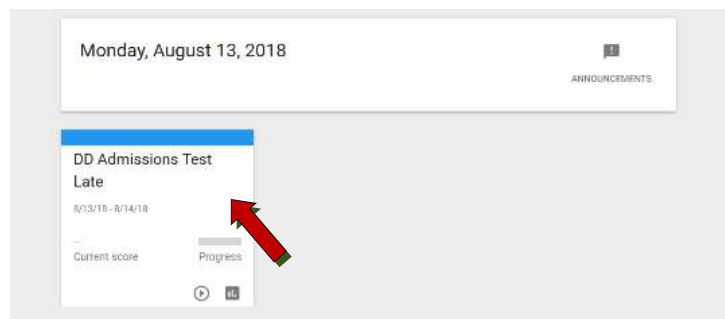 Monday, August 13, 2018
ANNOUNCEMENTS
DD Admissions Test
Late
8/13/18 - 8/14/18
--
Current score
Progress